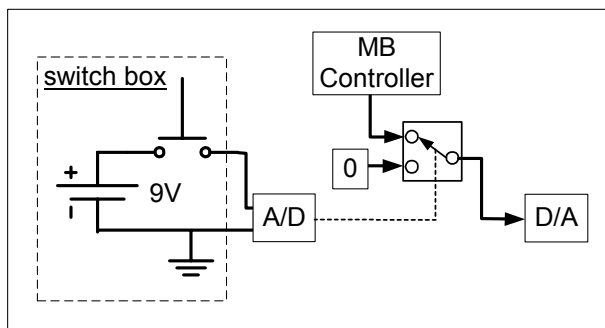 MB
Controller
switch box
+
9V
0
A/D
D/A